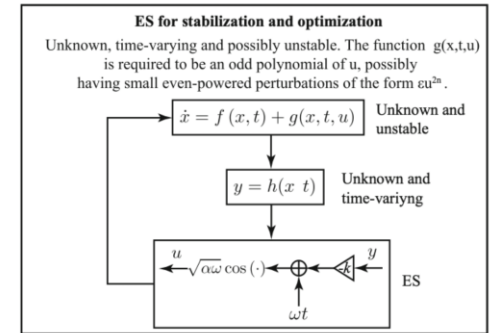 ES for stabilization and optimization
Unknown, time-varying and possibly unstable. The function g(x,t,u)
is required to be an odd polynomial of u, possibly
having small even-powered perturbations of the form εu²ⁿ .
ẋ = f (x, t) + g(x, t, u)
Unknown and
unstable
y = h(x t)
Unknown and
time-variyng
u
√αω cos (·)
-k
y
ES
ωt